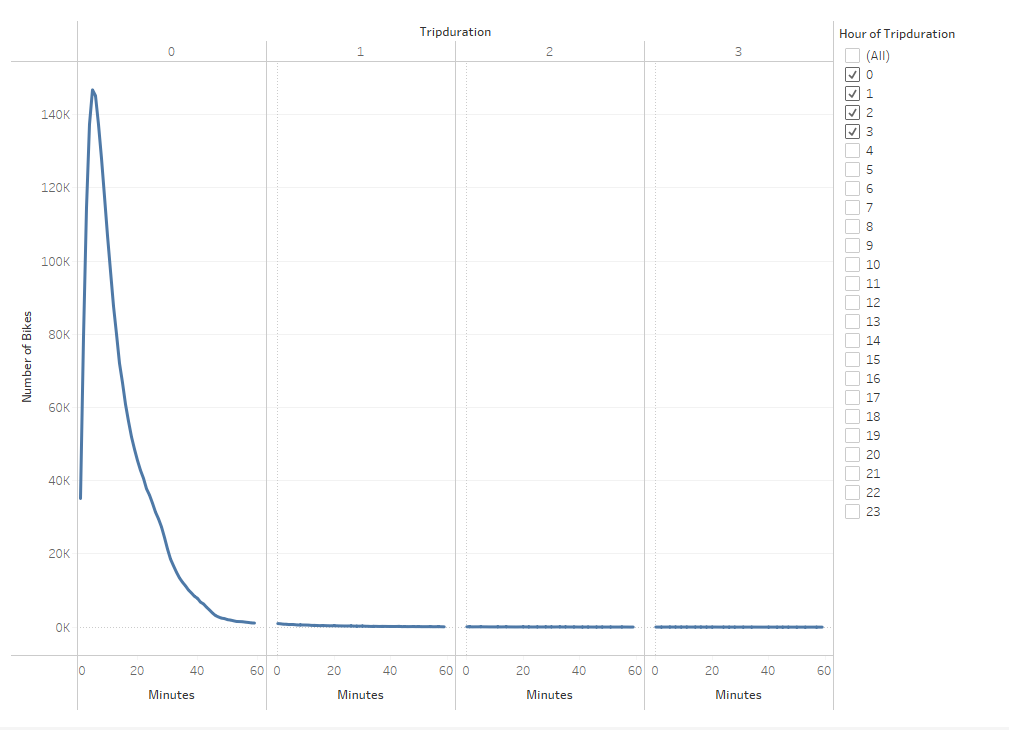 Tripduration
0 1 2 3
140K
120K
100K
80K
60K
40K
20K
0K
Number of Bikes
0 20 40 60 0 20 40 60 0 20 40 60 0 20 40 60
Minutes Minutes Minutes Minutes
Hour of Tripduration
(All)
0
1
2
3
4
5
6
7
8
9
10
11
12
13
14
15
16
17
18
19
20
21
22
23